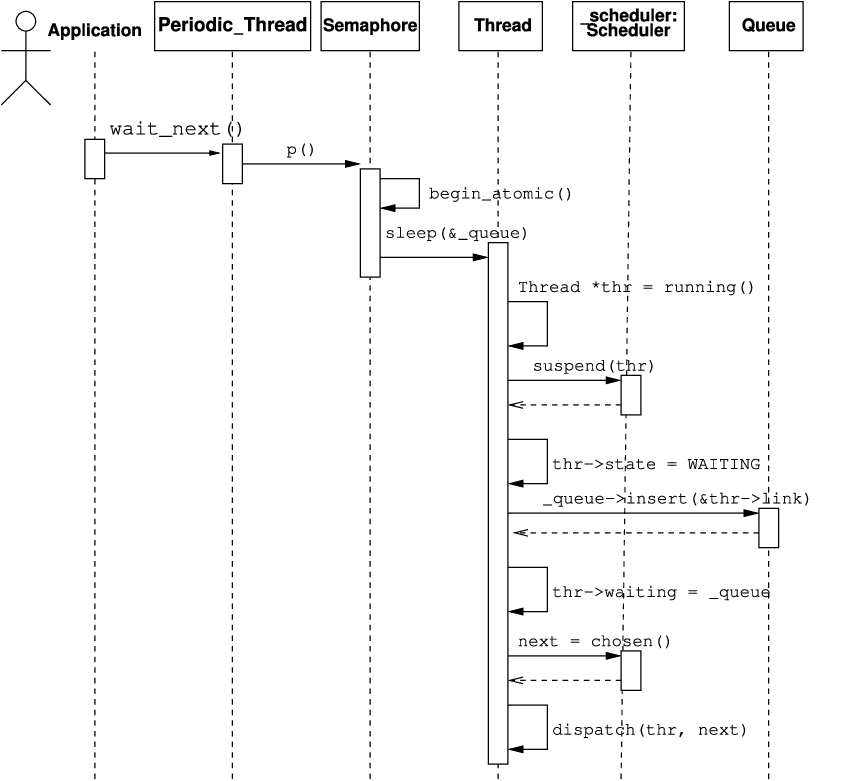 Application
Periodic_Thread
Semaphore
Thread
_scheduler:
Scheduler
Queue
wait_next()
p()
begin_atomic()
sleep(&_queue)
Thread *thr = running()
suspend(thr)
thr->state = WAITING
_queue->insert(&thr->link)
thr->waiting = _queue
next = chosen()
dispatch(thr, next)